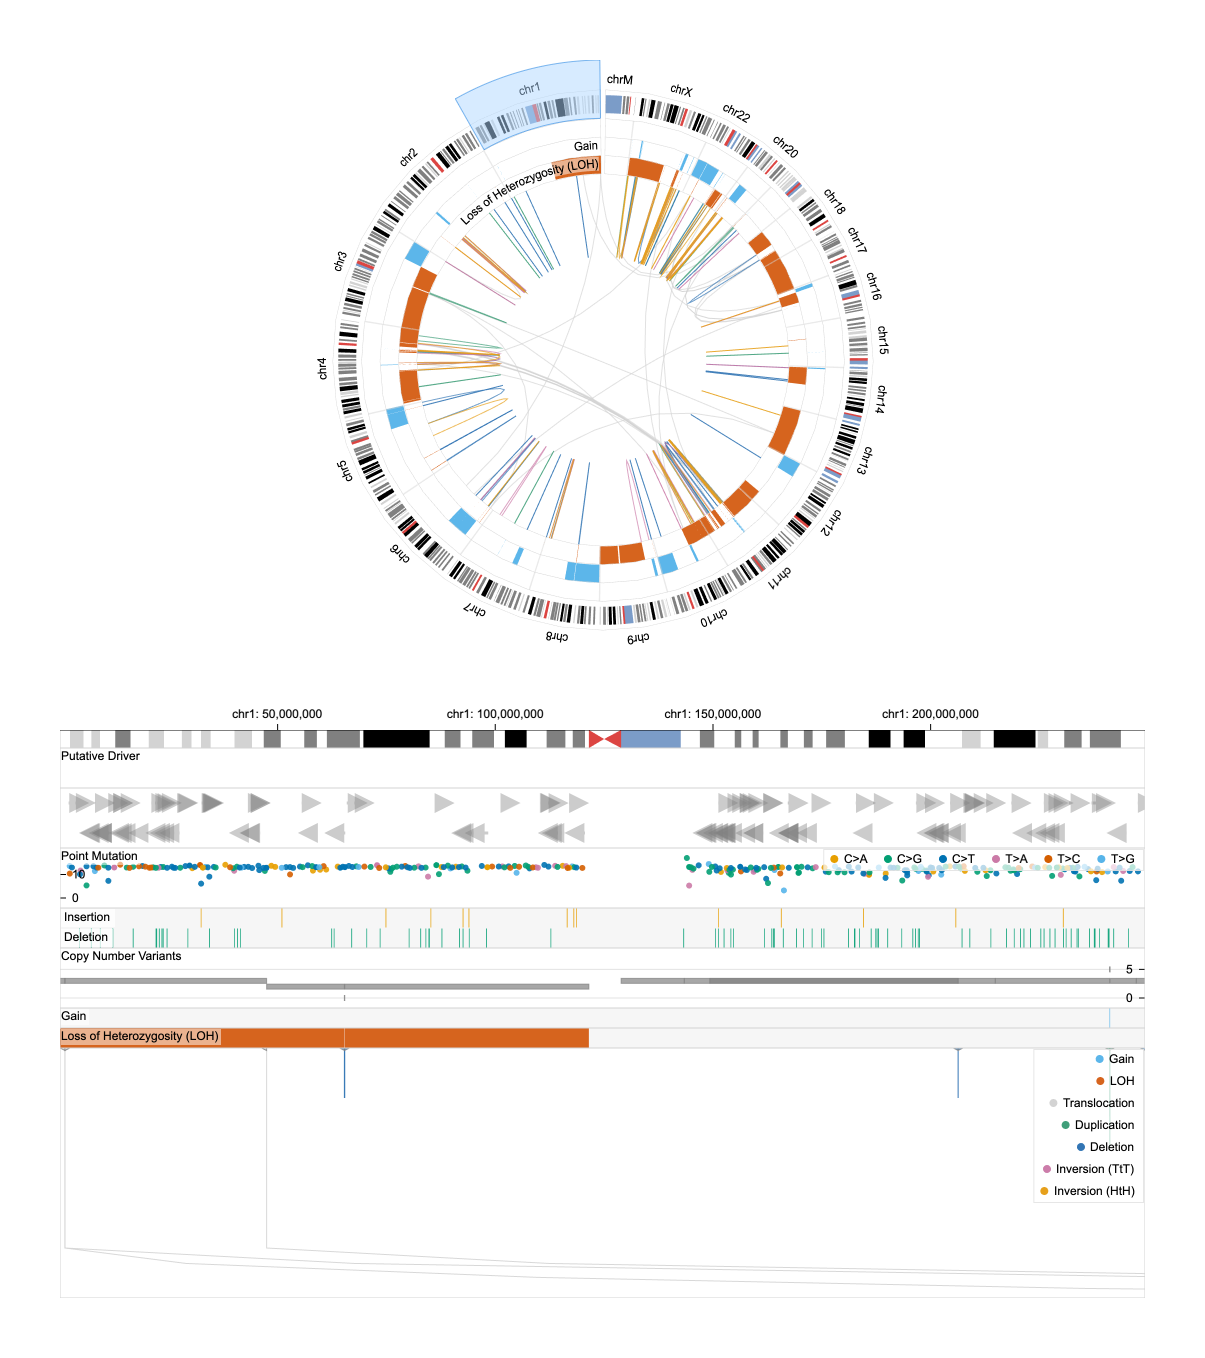 chrM
chrX
chr22
chr20
chr18
chr17
chr16
chr15
chr14
chr13
chr12
chr11
chr10
chr9
chr8
chr7
chr6
chr5
chr4
chr3
chr2
chr1
Gain
Loss of Heterozygosity (LOH)
chr1: 50,000,000
chr1: 100,000,000
chr1: 150,000,000
chr1: 200,000,000
Putative Driver
Point Mutation
C>A
C>G
C>T
T>A
T>C
T>G
10
0
Insertion
Deletion
Copy Number Variants
5
0
Gain
Loss of Heterozygosity (LOH)
Gain
LOH
Translocation
Duplication
Deletion
Inversion (TtT)
Inversion (HtH)